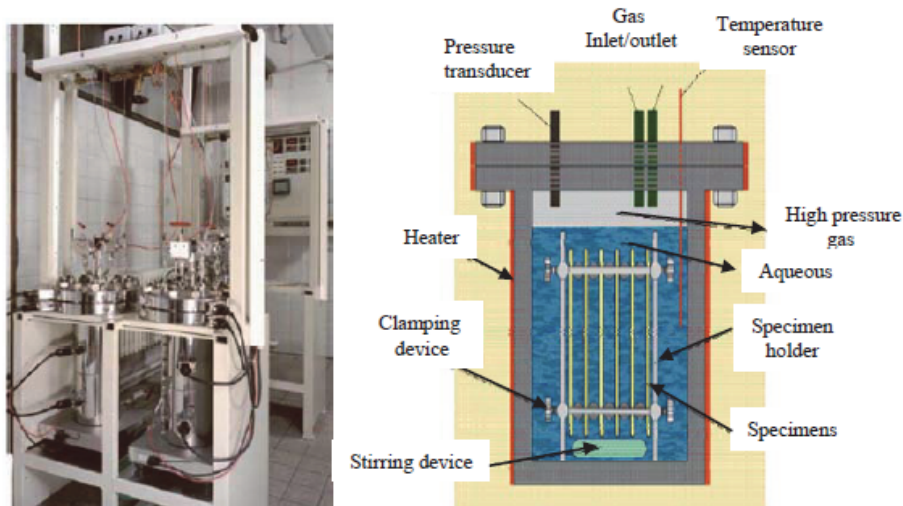 Gas
Inlet/outlet
Temperature
sensor
Pressure
transducer
High pressure
gas
Heater
Aqueous
Clamping
device
Specimen
holder
Specimens
Stirring device